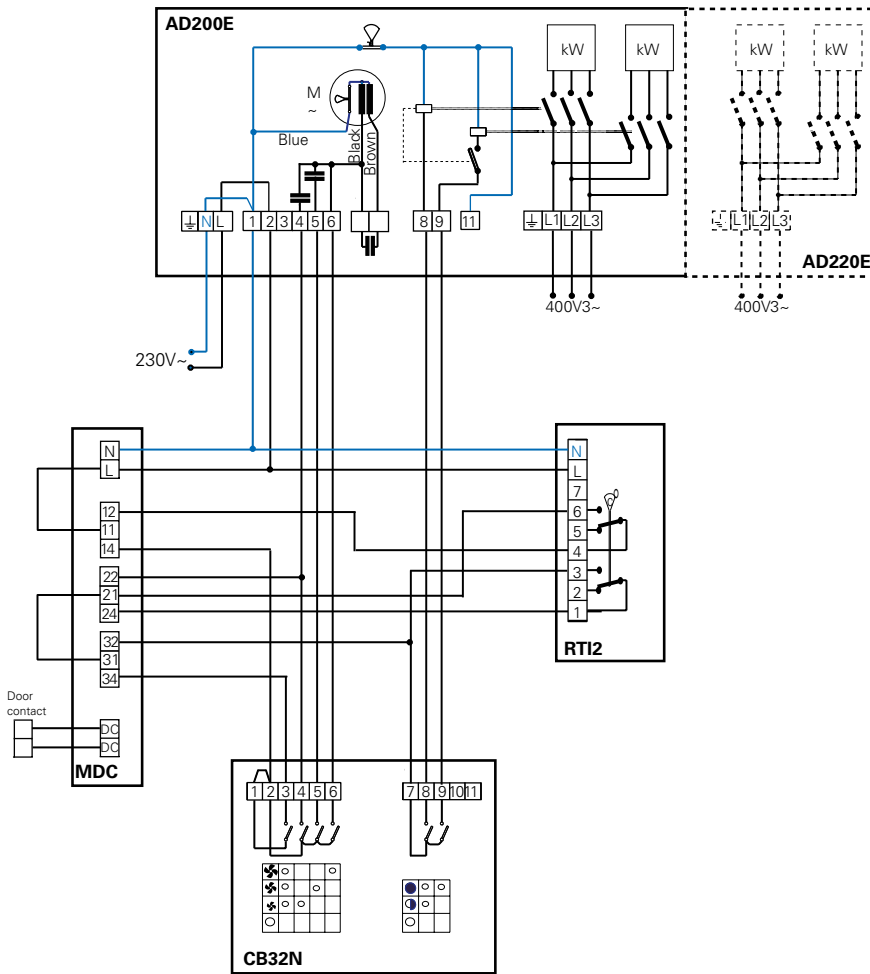 AD200E
kW kW kW kW
M
~
Blue
Black
Brown
N L 1 2 3 4 5 6 8 9 11 L1 L2 L3 L1 L2 L3
AD220E
400V3~ 400V3~
230V~
N
L
12
11
14
22
21
24
32
31
34
DC
DC
MDC
Door
contact
N
L
7
6
5
4
3
2
1
RTI2
1 2 3 4 5 6 7 8 9 10 11
CB32N